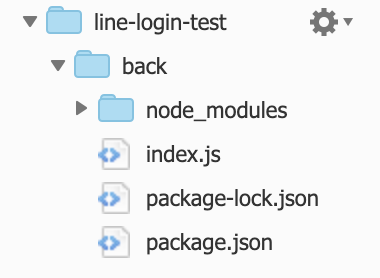 line-login-test
back
node_modules
index.js
package-lock.json
package.json